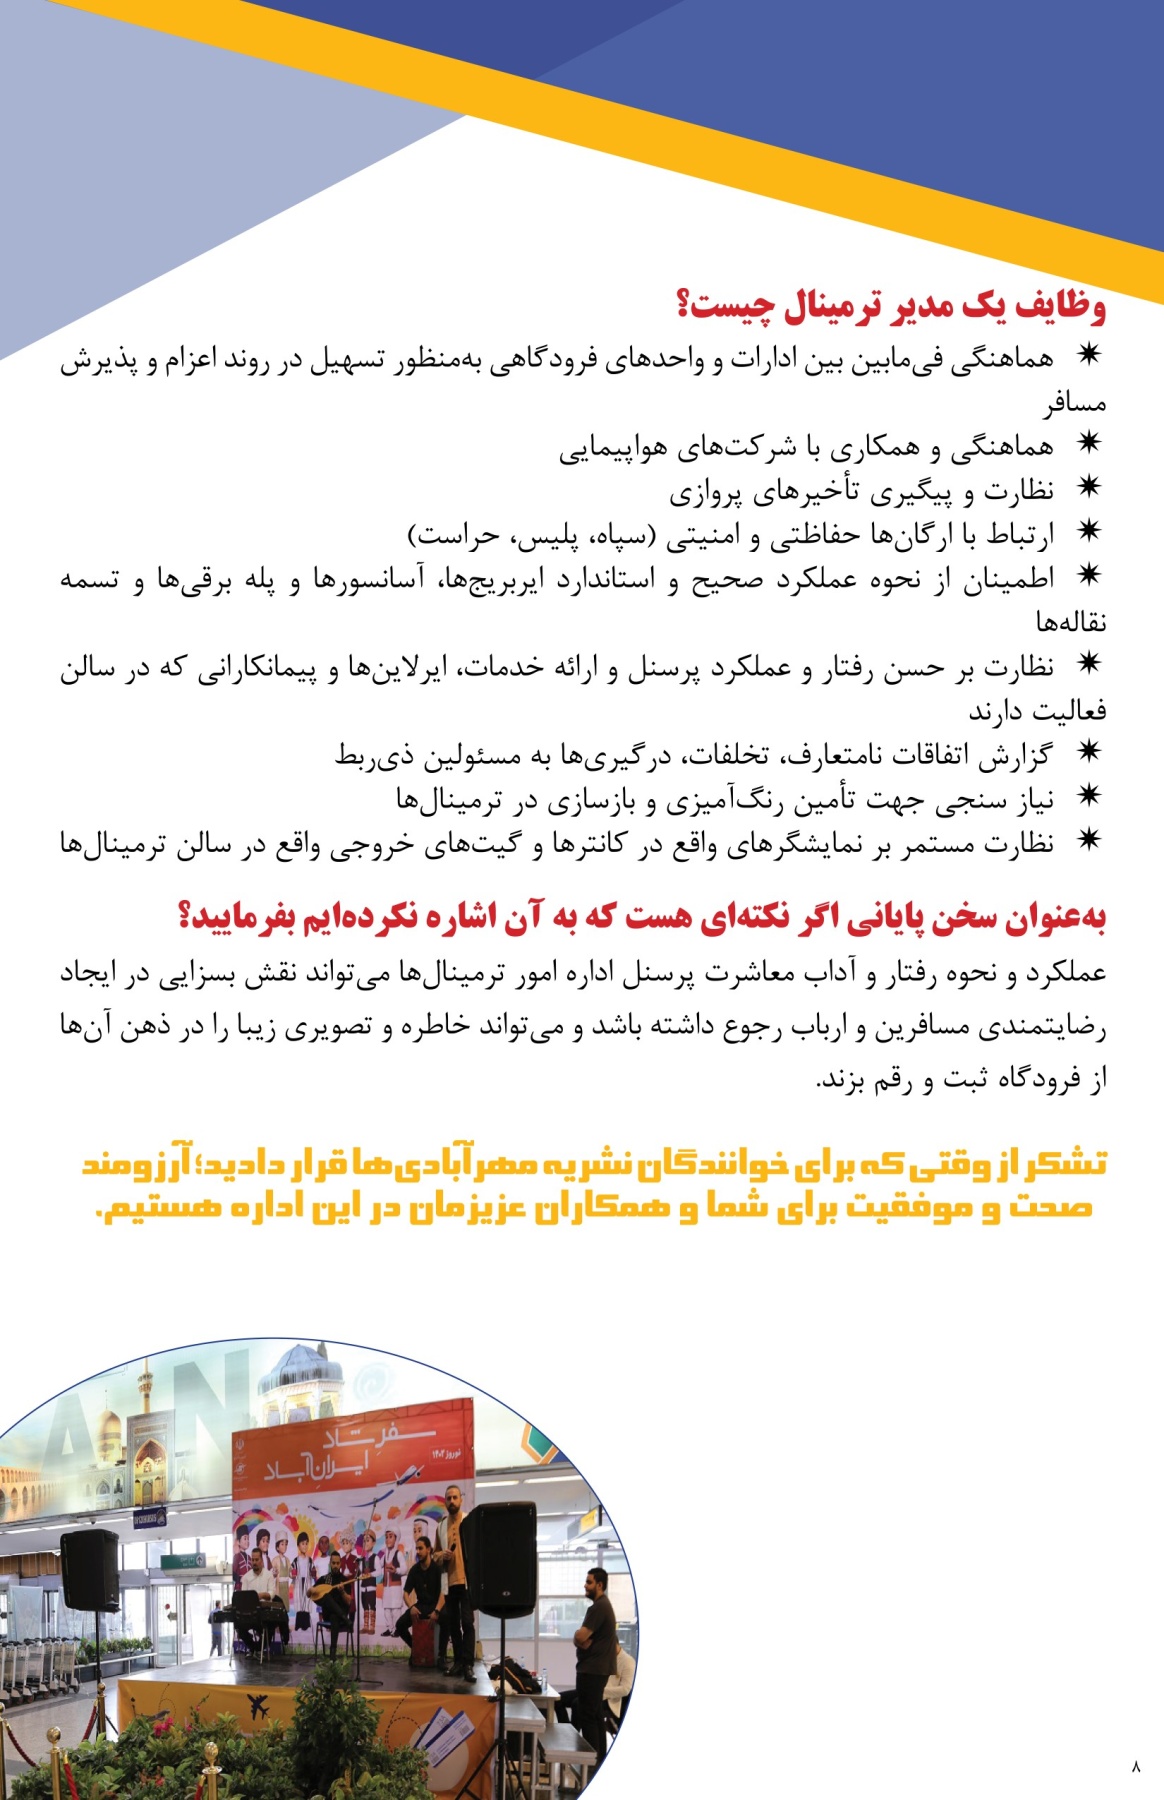 وظایف یک مدیر ترمینال چیست؟
✷ هماهنگی فی‌مابین بین ادارات و واحدهای فرودگاهی به‌منظور تسهیل در روند اعزام و پذیرش
مسافر
✷ هماهنگی و همکاری با شرکت‌های هواپیمایی
✷ نظارت و پیگیری تأخیرهای پروازی
✷ ارتباط با ارگان‌ها حفاظتی و امنیتی (سپاه، پلیس، حراست)
✷ اطمینان از نحوه عملکرد صحیح و استاندارد ایربریج‌ها، آسانسورها و پله برقی‌ها و تسمه
نقاله‌ها
✷ نظارت بر حسن رفتار و عملکرد پرسنل و ارائه خدمات، ایرلاین‌ها و پیمانکارانی که در سالن
فعالیت دارند
✷ گزارش اتفاقات نامتعارف، تخلفات، درگیری‌ها به مسئولین ذی‌ربط
✷ نیاز سنجی جهت تأمین رنگ‌آمیزی و بازسازی در ترمینال‌ها
✷ نظارت مستمر بر نمایشگرهای واقع در کانترها و گیت‌های خروجی واقع در سالن ترمینال‌ها
به‌عنوان سخن پایانی اگر نکته‌ای هست که به آن اشاره نکرده‌ایم بفرمایید؟
عملکرد و نحوه رفتار و آداب معاشرت پرسنل اداره امور ترمینال‌ها می‌تواند نقش بسزایی در ایجاد
رضایتمندی مسافرین و ارباب رجوع داشته باشد و می‌تواند خاطره و تصویری زیبا را در ذهن آن‌ها
از فرودگاه ثبت و رقم بزند.
تشکر از وقتی که برای خوانندگان نشریه مهرآبادی‌ها قرار دادید؛ آرزومند
صحت و موفقیت برای شما و همکاران عزیزمان در این اداره هستیم.
AN
سفر شاد
ایران آباد
نوروز ۱۴۰۳
۸